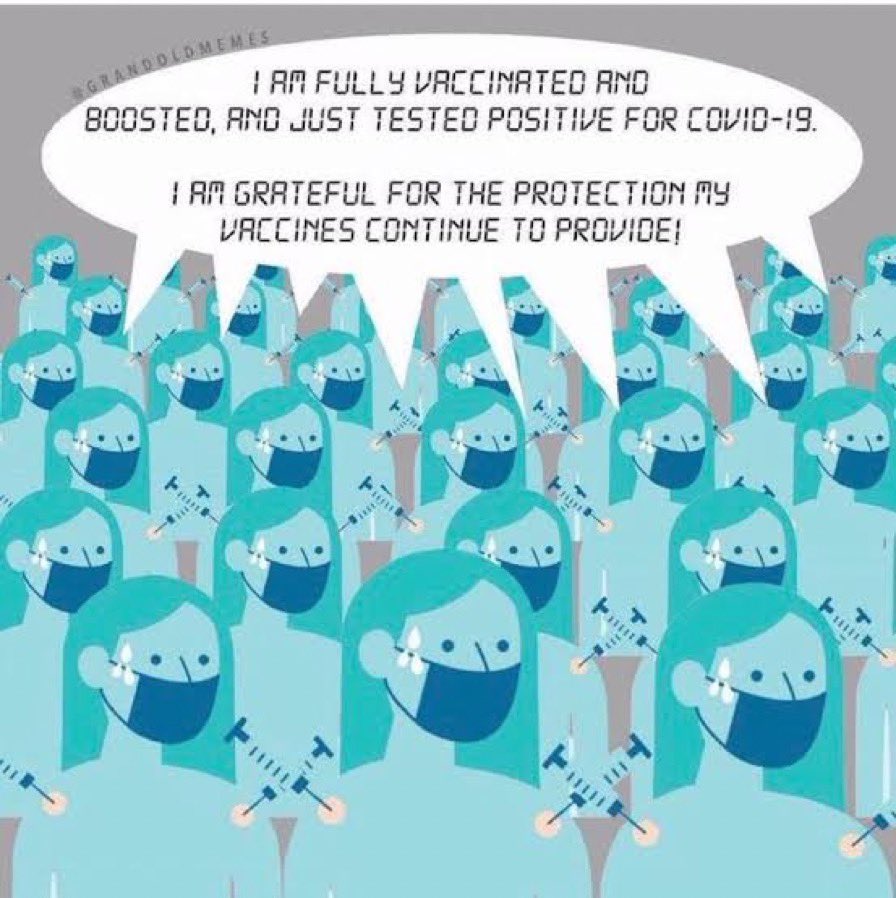 @GRANDOLDMEMES
I AM FULLY VACCINATED AND
BOOSTED, AND JUST TESTED POSITIVE FOR COVID-19.
I AM GRATEFUL FOR THE PROTECTION MY
VACCINES CONTINUE TO PROVIDE!